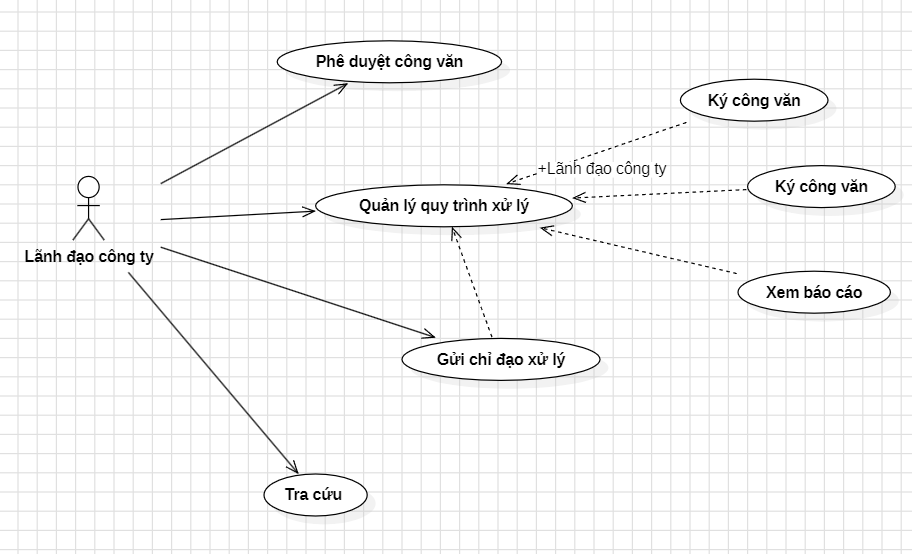 Phê duyệt công văn
Ký công văn
+Lãnh đạo công ty
Ký công văn
Quản lý quy trình xử lý
Lãnh đạo công ty
Xem báo cáo
Gửi chỉ đạo xử lý
Tra cứu